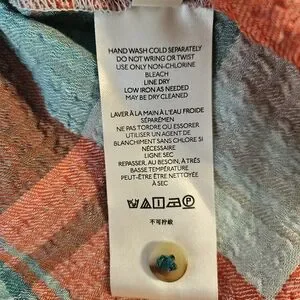 HAND WASH COLD SEPARATELY
DO NOT WRING OR TWIST
USE ONLY NON-CHLORINE
BLEACH
LINE DRY
LOW IRON AS NEEDED
MAY BE DRY CLEANED
LAVER À LA MAIN À L'EAU FROIDE
SÉPARÉMEN
NE PAS TORDRE OU ESSORER
UTILISER UN AGENT DE
BLANCHIMENT SANS CHLORE SI
NÉCESSAIRE
LIGNE SEC
REPASSER, AU BESOIN, À TRÈS
BASSE TEMPÉRATURE
PEUT-ÊTRE ÊTRE NETTOYÉE
À SEC
不可拧绞